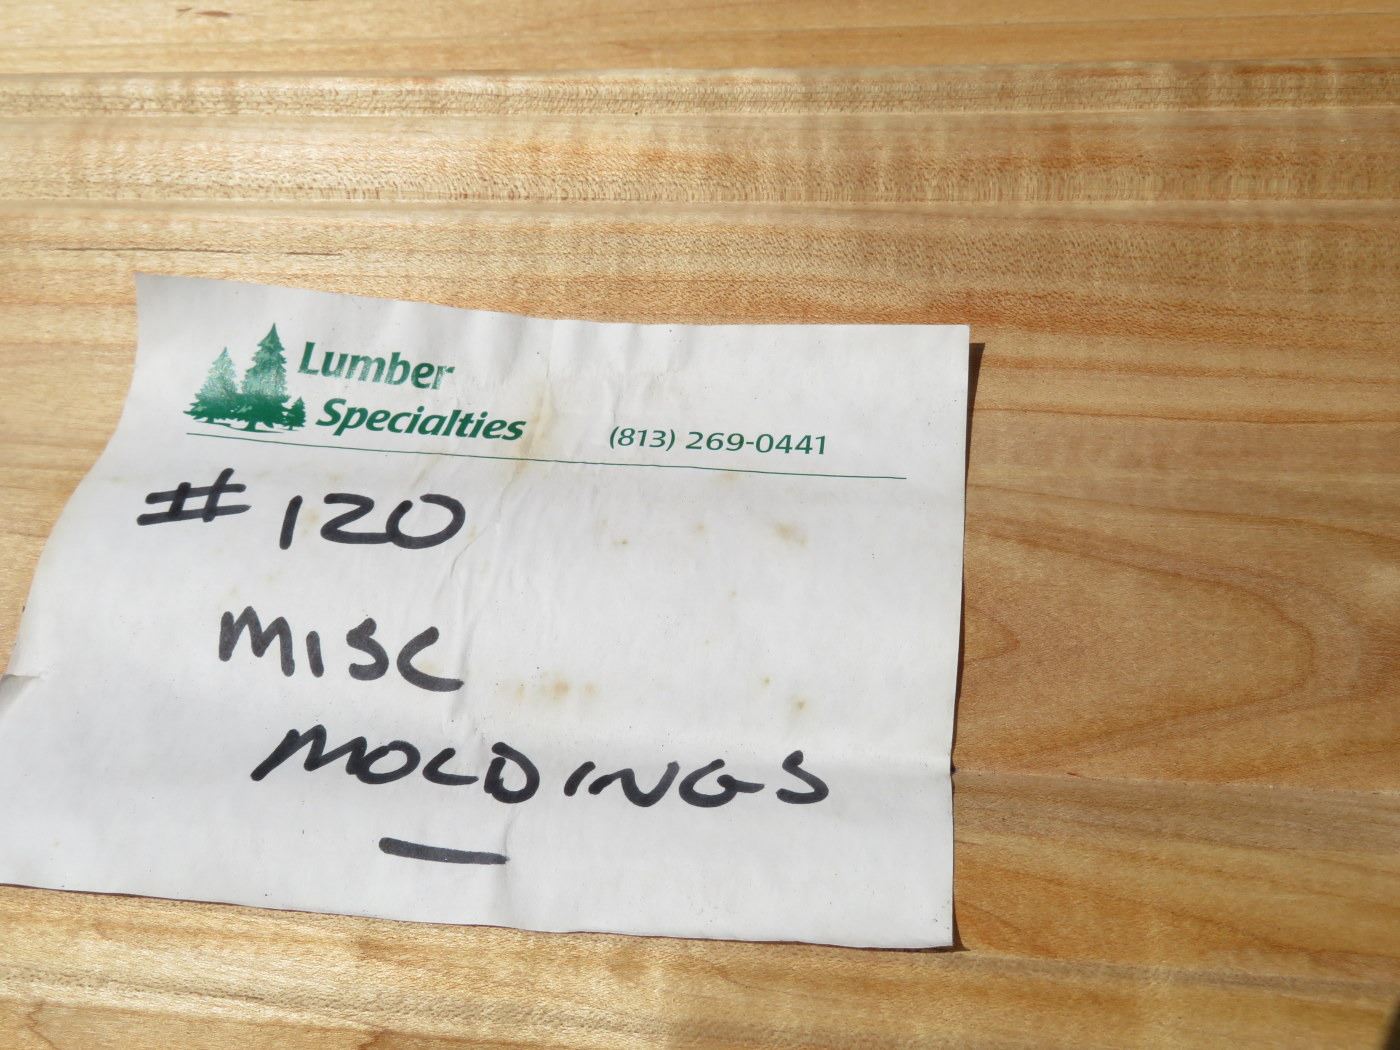 Lumber
Specialties (813) 269-0441
# 120
MISC
MOLDINGS